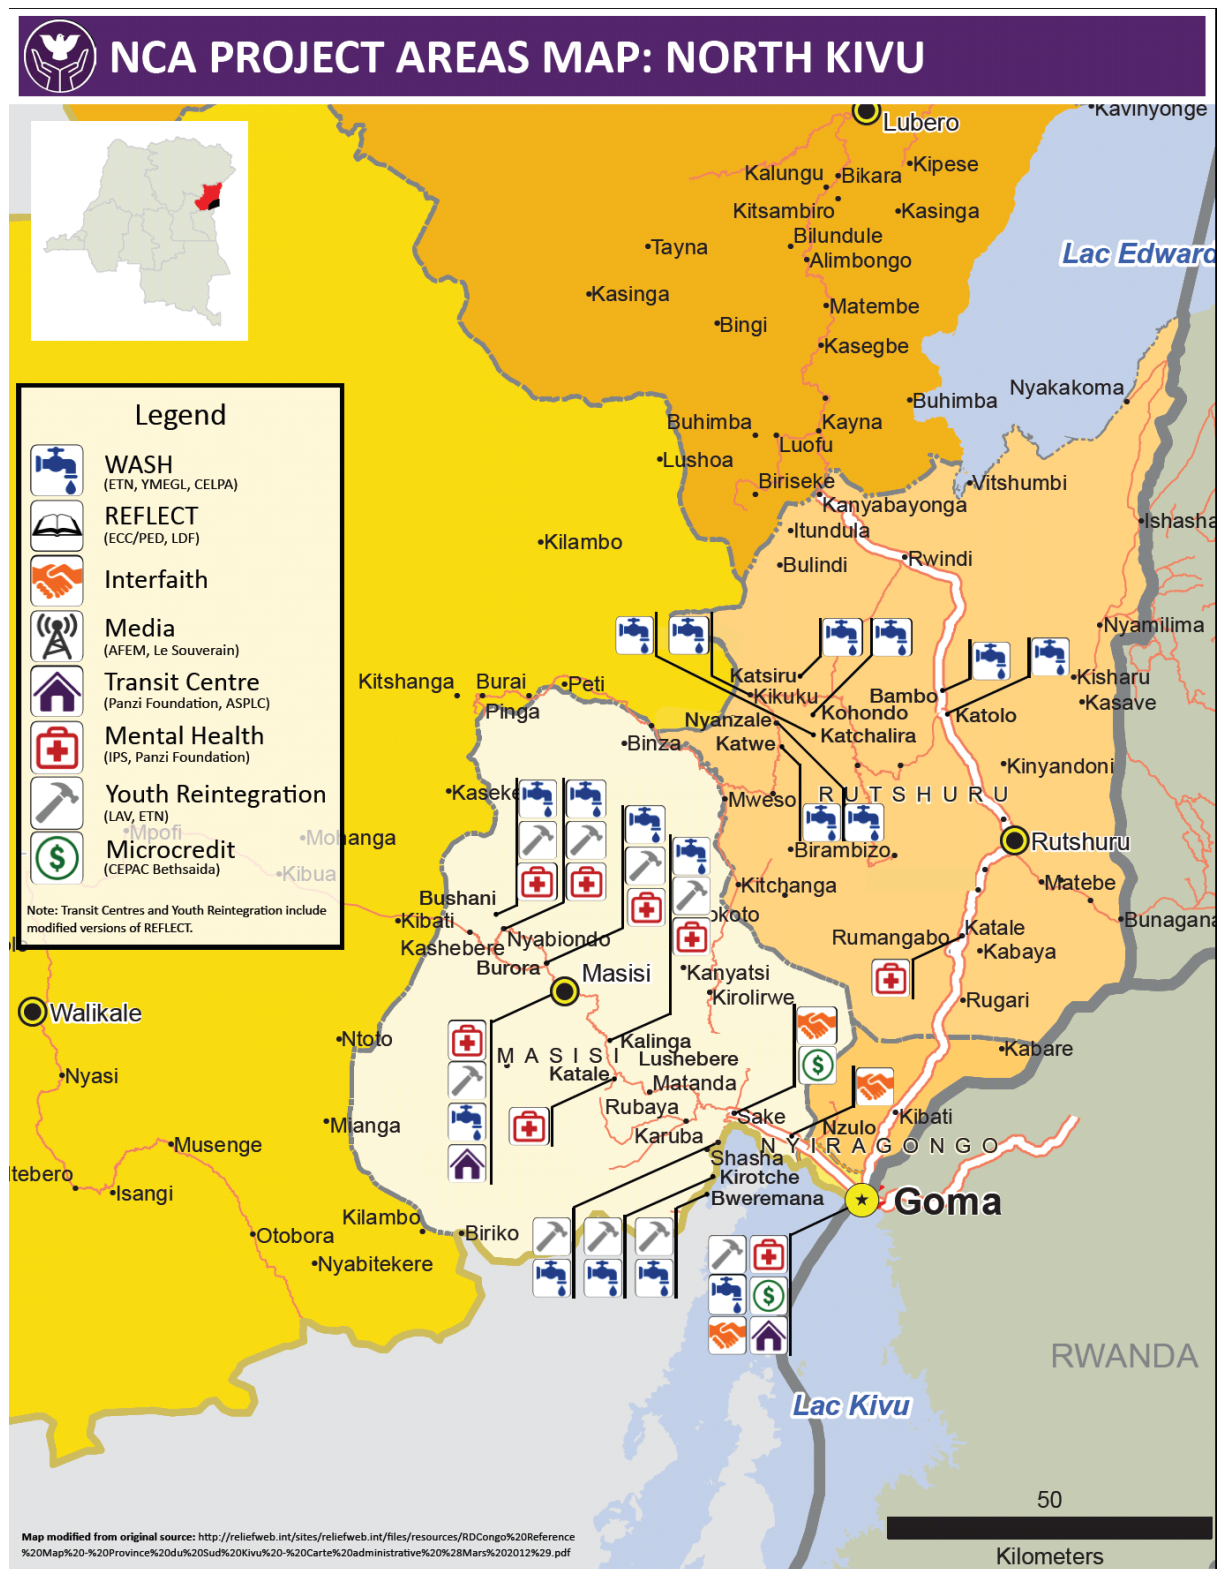 NCA PROJECT AREAS MAP: NORTH KIVU
Kavinyonge
Lubero
Kipese
Kalungu
Bikara
Kitsambiro
Kasinga
Bilundule
Tayna
Alimbongo
Lac Edward
Kasinga
Matembe
Bingi
Kasegbe
Nyakakoma
Buhimba
Legend
Buhimba
Kayna
Luofu
WASH
(ETN, YMEGL, CELPA)
Lushoa
Biriseke
Vitshumbi
Kanyabayonga
REFLECT
(ECC/PED, LDF)
Itundula
Ishasha
Kilambo
Rwindi
Bulindi
Interfaith
Media
(AFEM, Le Souverain)
Nyamilima
Transit Centre
(Panzi Foundation, ASPLC)
Kitshanga
Burai
Peti
Pinga
Katsiru
Kikuku
Bambo
Kisharu
Kasave
Nyanzale
Kohondo
Katolo
Katwe
Katchalira
Binza
Mental Health
(IPS, Panzi Foundation)
Kinyandoni
Youth Reintegration
(LAV, ETN)
Kaseke
Mweso
RUTSHURU
Mpofi
Mohanga
Microcredit
(CEPAC Bethsaida)
Kibua
Birambizo
Rutshuru
Kitchanga
Matebe
Note: Transit Centres and Youth Reintegration include
modified versions of REFLECT.
Bushani
Kibati
okoto
Bunagana
Kashebere
Nyabiondo
Rumangabo
Katale
Kabaya
Burora
Masisi
Kanyatsi
Kirolirwe
Rugari
Walikale
Ntoto
Kalinga
Kabare
MASISI
Lushebere
Katale
Nyasi
Matanda
Rubaya
Sake
Kibati
Mianga
Karuba
Nzulo
Musenge
NYIRAGONGO
Shasha
Itebero
Kirotche
Isangi
Bweremana
Goma
Kilambo
Otobora
Biriko
Nyabitekere
RWANDA
Lac Kivu
50
Kilometers
Map modified from original source: http://reliefweb.int/sites/reliefweb.int/files/resources/RDCongo%20Reference
%20Map%20-%20Province%20du%20Sud%20Kivu%20-%20Carte%20administrative%20%28Mars%202012%29.pdf